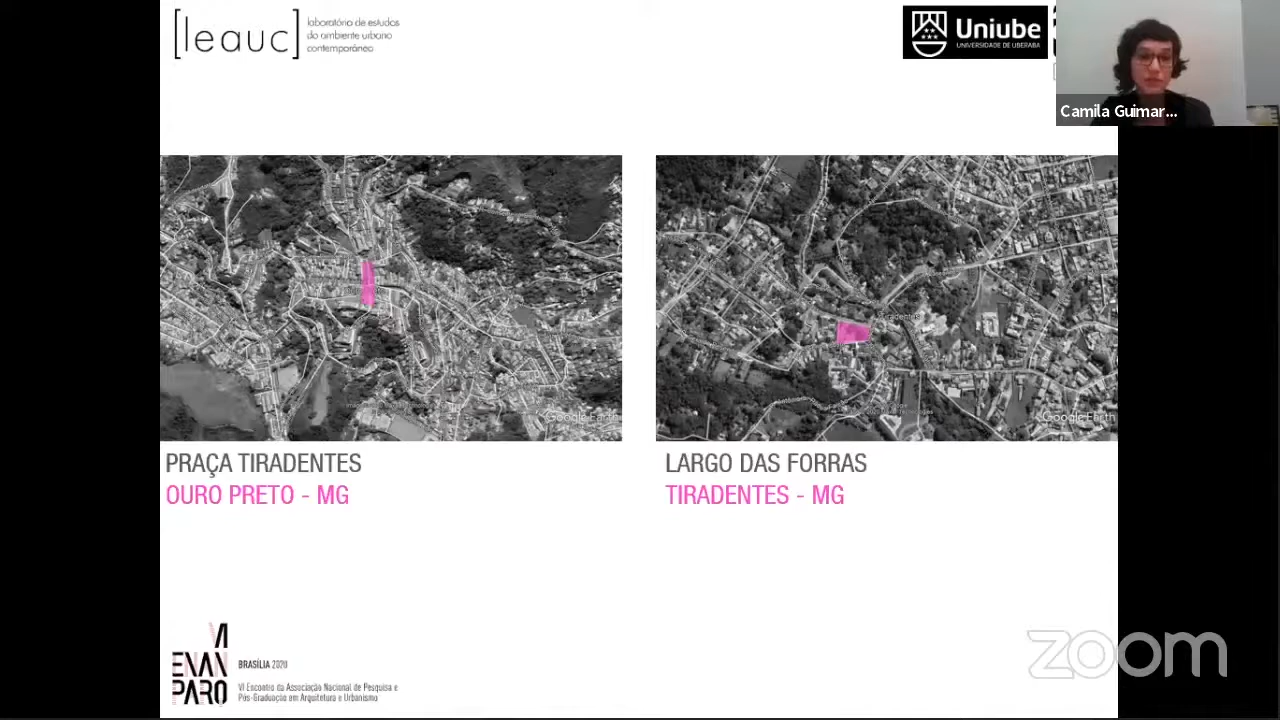 [leauc]
laboratório de estudos
do ambiente urbano
contemporâneo
Uniube
UNIVERSIDADE DE UBERABA
Camila Guimar...
Google Earth
Tiradentes
Google Earth
PRAÇA TIRADENTES
OURO PRETO - MG
LARGO DAS FORRAS
TIRADENTES - MG
VI
ENAN
PARQ
BRASÍLIA 2020
VI Encontro da Associação Nacional de Pesquisa e
Pós-Graduação em Arquitetura e Urbanismo
zoom